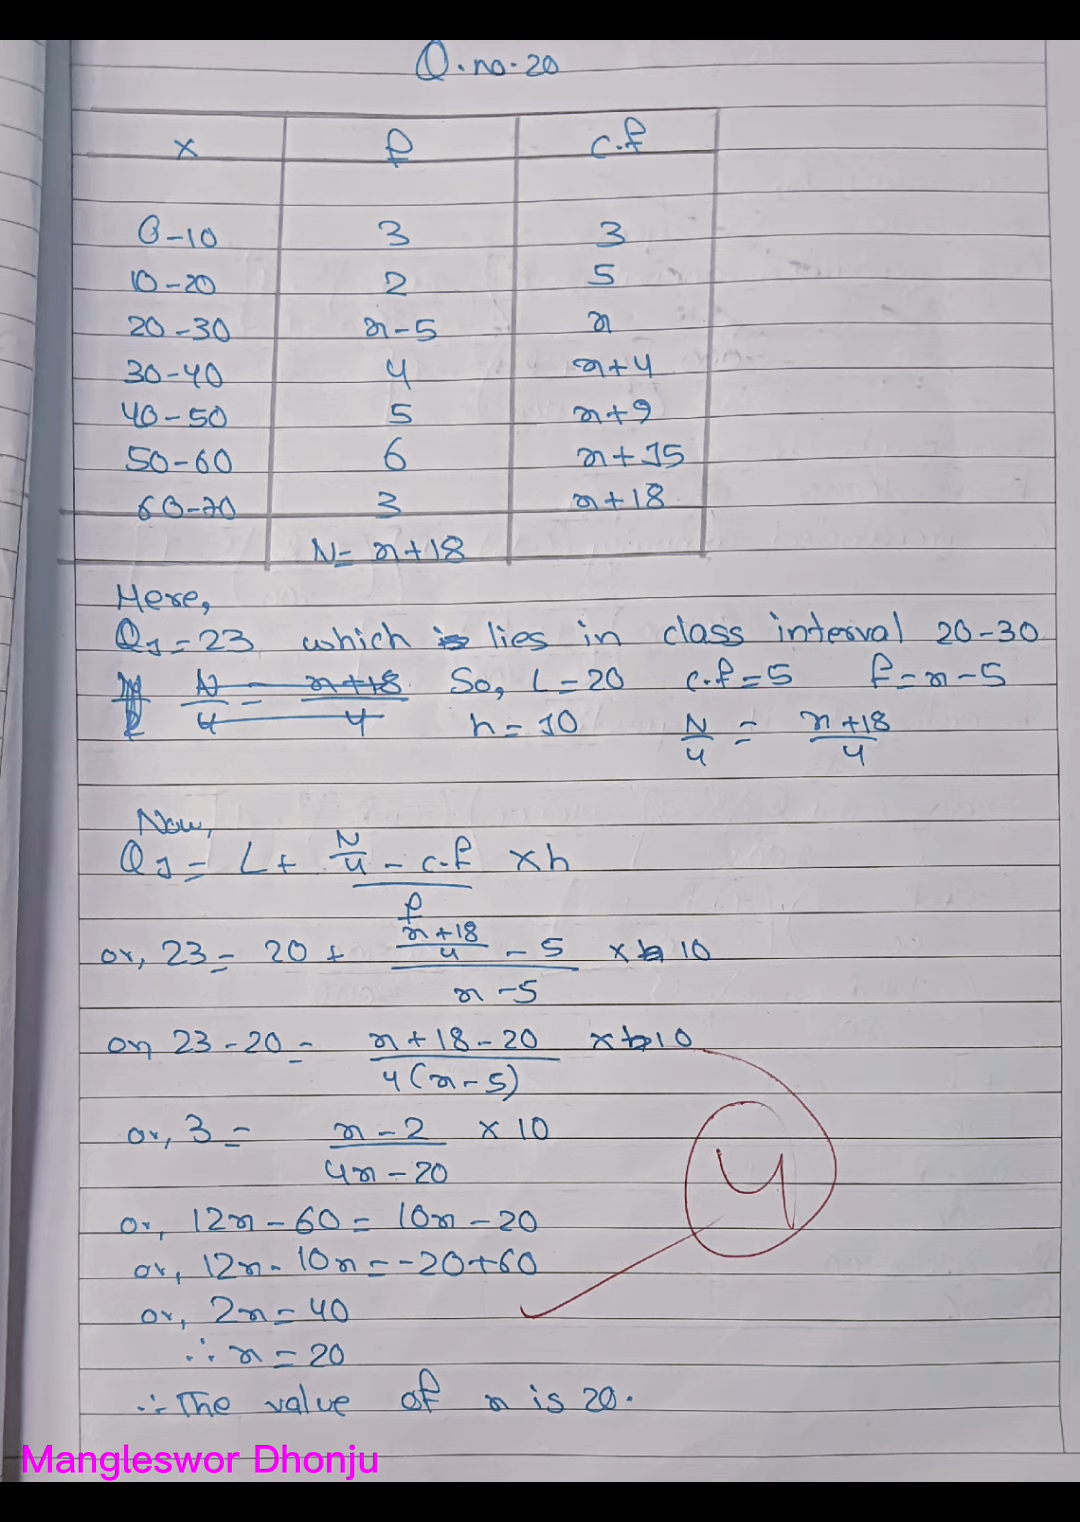 Q.no.20
x f c.f
0-10 3 3
10-20 2 5
20-30 x-5 x
30-40 4 x+4
40-50 5 x+9
50-60 6 x+15
60-70 3 x+18
N= x+18
Here,
Q1=23 which is lies in class interval 20-30
N/4 = x+18/4 So, L=20 c.f=5 f=x-5
h=10 N/4 = x+18/4
Now,
Q1= L+ N/4 - c.f / f xh
or, 23= 20+ x+18/4 - 5 / x-5 x 10
or, 23-20= x+18-20 / 4(x-5) x 10
or, 3= x-2 / 4x-20 x 10
or, 12x-60=10x-20
or, 12x-10x=-20+60
or, 2x=40
∴ x=20
∴ The value of x is 20.
4
Mangleswor Dhonju